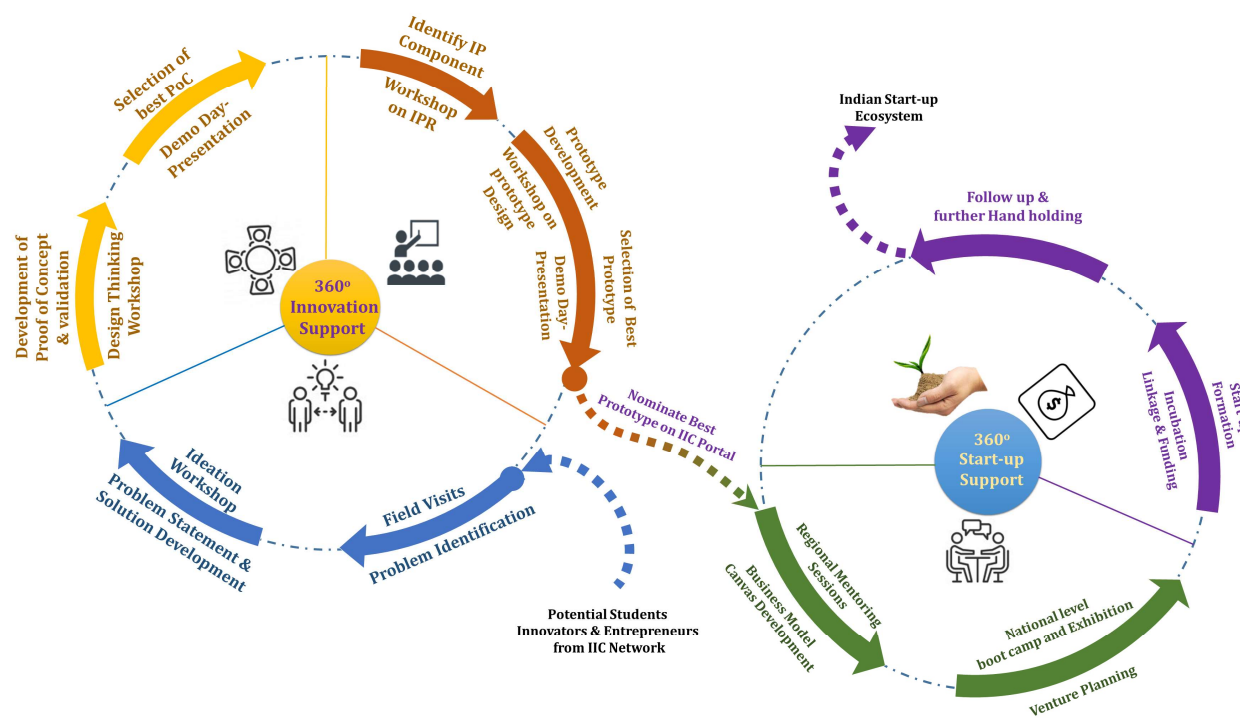 Identify IP
Component
Workshop
on IPR
Selection of
best PoC
Demo Day-
Presentation
Development of
Proof of Concept
& validation
Design Thinking
Workshop
Prototype
Development
Workshop on
prototype
Design
Selection of Best
Prototype
Demo Day-
Presentation
360º
Innovation
Support
Ideation
Workshop
Problem Statement &
Solution Development
Field Visits
Problem Identification
Potential Students
Innovators & Entrepreneurs
from IIC Network
Nominate Best
Prototype on IIC Portal
Indian Start-up
Ecosystem
Follow up &
further Hand holding
Formation
Incubation
Linkage & Funding
$
360º
Start-up
Support
Regional Mentoring
Sessions
Business Model
Canvas Development
National level
boot camp and Exhibition
Venture Planning